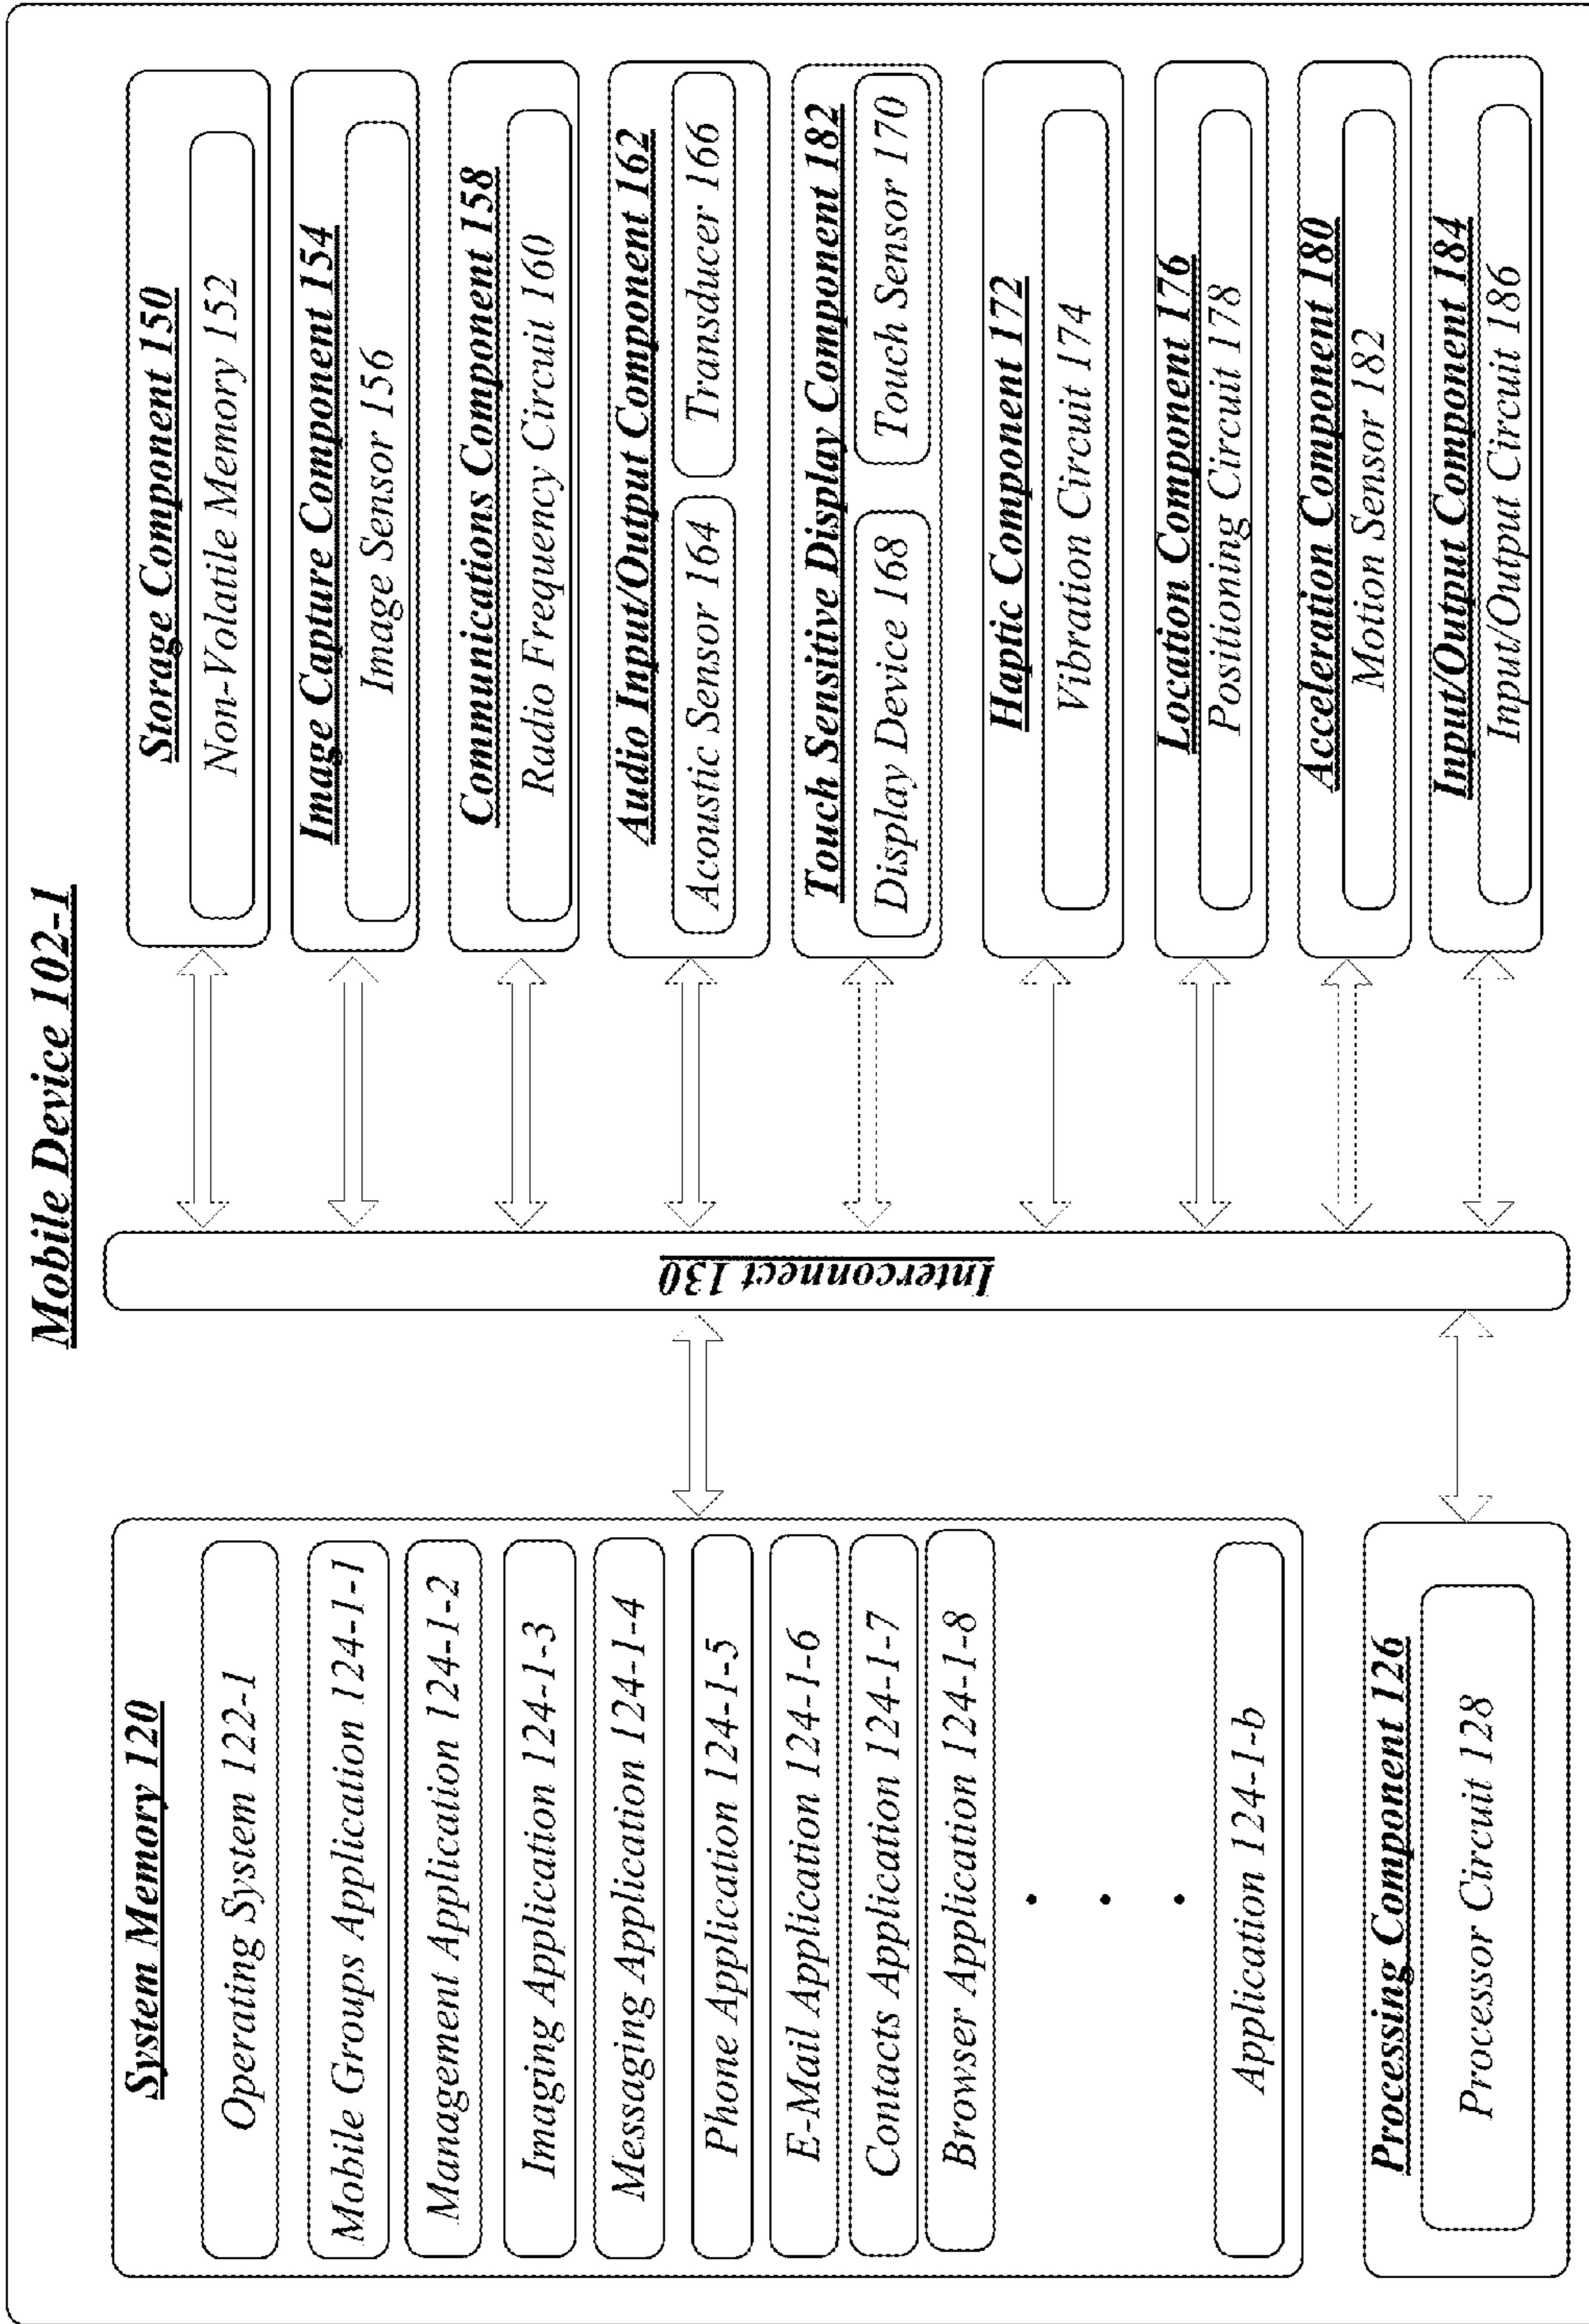 Mobile Device 102-1
System Memory 120
Operating System 122-1
Mobile Groups Application 124-1-1
Management Application 124-1-2
Imaging Application 124-1-3
Messaging Application 124-1-4
Phone Application 124-1-5
E-Mail Application 124-1-6
Contacts Application 124-1-7
Browser Application 124-1-8
Application 124-1-b
Processing Component 126
Processor Circuit 128
Interconnect 130
Storage Component 150
Non-Volatile Memory 152
Image Capture Component 154
Image Sensor 156
Communications Component 158
Radio Frequency Circuit 160
Audio Input/Output Component 162
Acoustic Sensor 164
Transducer 166
Touch Sensitive Display Component 182
Display Device 168
Touch Sensor 170
Haptic Component 172
Vibration Circuit 174
Location Component 176
Positioning Circuit 178
Acceleration Component 180
Motion Sensor 182
Input/Output Component 184
Input/Output Circuit 186